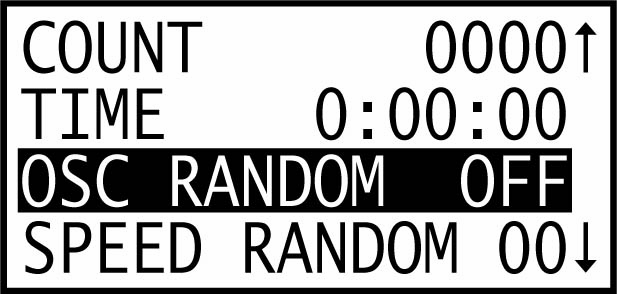 COUNT 0000↑
TIME 0:00:00
OSC RANDOM OFF
SPEED RANDOM 00↓